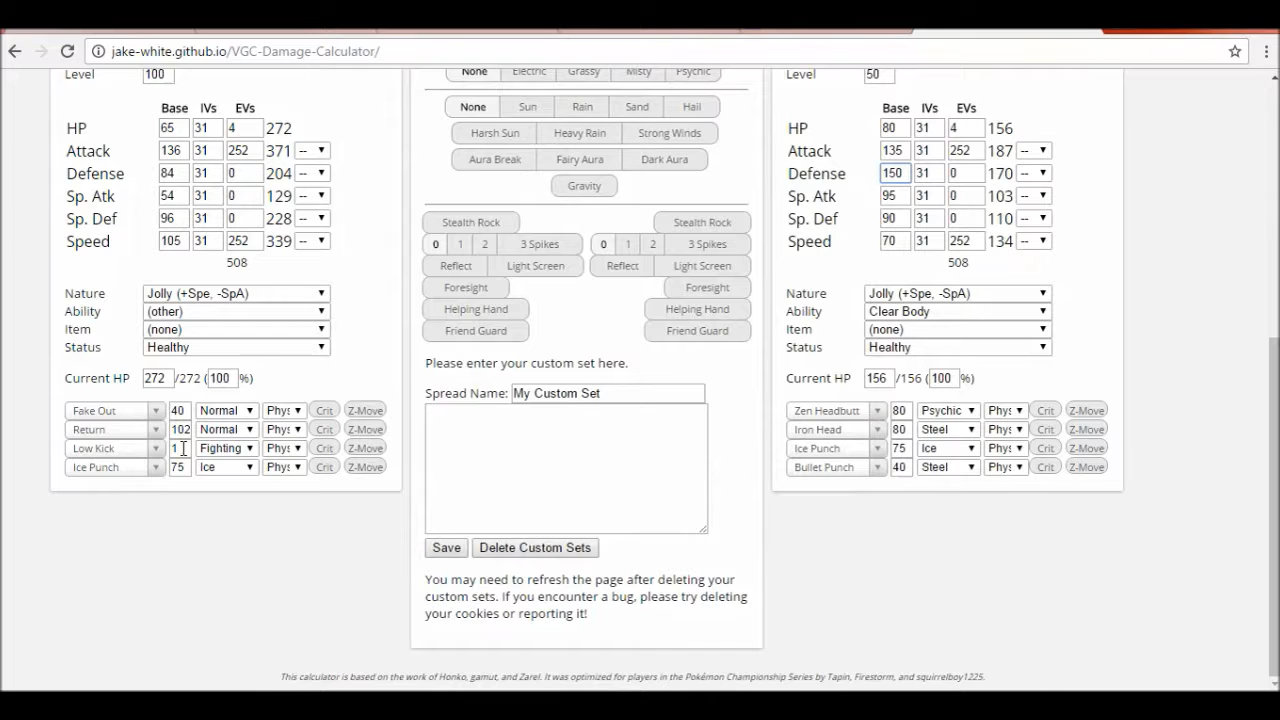 jake-white.github.io/VGC-Damage-Calculator/
Level 100
Base IVs EVs
HP 65 31 4 272
Attack 136 31 252 371 --
Defense 84 31 0 204 --
Sp. Atk 54 31 0 129 --
Sp. Def 96 31 0 228 --
Speed 105 31 252 339 --
508
Nature Jolly (+Spe, -SpA)
Ability (other)
Item (none)
Status Healthy
Current HP 272 /272 ( 100 %)
Fake Out 40 Normal Phys Crit Z-Move
Return 102 Normal Phys Crit Z-Move
Low Kick 1 Fighting Phys Crit Z-Move
Ice Punch 75 Ice Phys Crit Z-Move
None Electric Grassy Misty Psychic
None Sun Rain Sand Hail
Harsh Sun Heavy Rain Strong Winds
Aura Break Fairy Aura Dark Aura
Gravity
Stealth Rock Stealth Rock
0 1 2 3 Spikes 0 1 2 3 Spikes
Reflect Light Screen Reflect Light Screen
Foresight Foresight
Helping Hand Helping Hand
Friend Guard Friend Guard
Please enter your custom set here.
Spread Name: My Custom Set
Save Delete Custom Sets
You may need to refresh the page after deleting your
custom sets. If you encounter a bug, please try deleting
your cookies or reporting it!
Level 50
Base IVs EVs
HP 80 31 4 156
Attack 135 31 252 187 --
Defense 150 31 0 170 --
Sp. Atk 95 31 0 103 --
Sp. Def 90 31 0 110 --
Speed 70 31 252 134 --
508
Nature Jolly (+Spe, -SpA)
Ability Clear Body
Item (none)
Status Healthy
Current HP 156 /156 ( 100 %)
Zen Headbutt 80 Psychic Phys Crit Z-Move
Iron Head 80 Steel Phys Crit Z-Move
Ice Punch 75 Ice Phys Crit Z-Move
Bullet Punch 40 Steel Phys Crit Z-Move
This calculator is based on the work of Honko, gamut, and Zarel. It was optimized for players in the Pokémon Championship Series by Tapin, Firestorm, and squirrelboy1225.